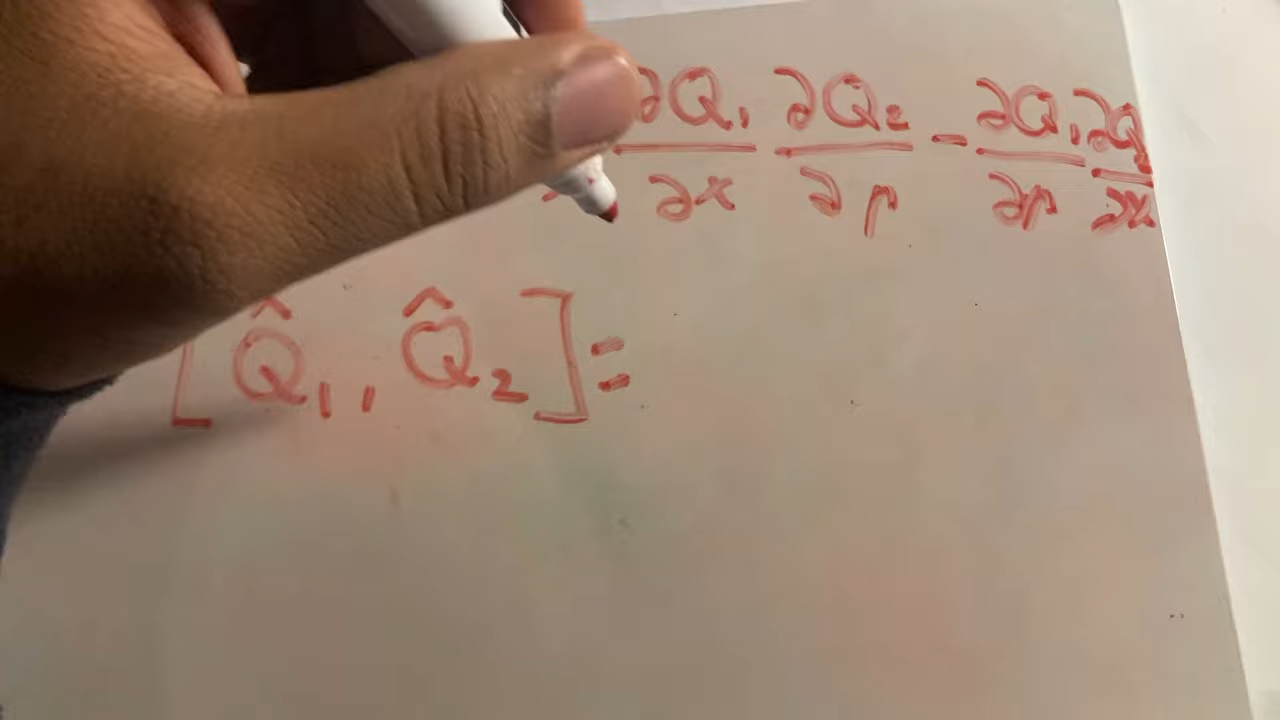 ∂Q₁/∂x ∂Q₂/∂p - ∂Q₁/∂p ∂Q₂/∂x
[Q̂₁, Q̂₂] =